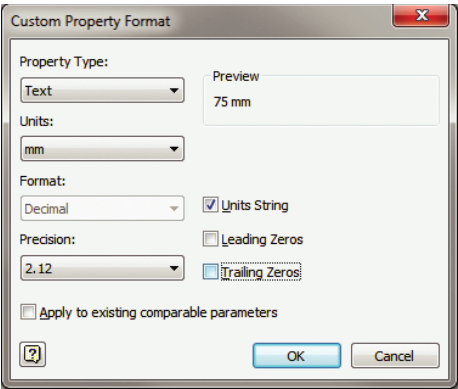 Custom Property Format
Property Type:
Text
Preview
75 mm
Units:
mm
Format:
Decimal
Units String
Precision:
Leading Zeros
2.12
Trailing Zeros
Apply to existing comparable parameters
OK
Cancel